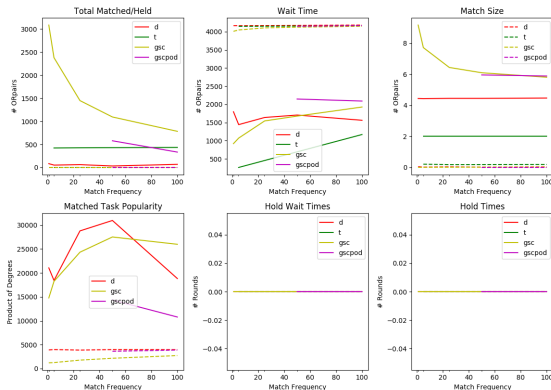 Total Matched/Held
# ORpairs
3000
2500
2000
1500
1000
500
0
d
t
gsc
gscpod
0 20 40 60 80 100
Match Frequency
Wait Time
# ORpairs
4000
3500
3000
2500
2000
1500
1000
500
d
t
gsc
gscpod
0 20 40 60 80 100
Match Frequency
Match Size
# ORpairs
8
6
4
2
0
d
t
gsc
gscpod
0 20 40 60 80 100
Match Frequency
Matched Task Popularity
Product of Degrees
30000
25000
20000
15000
10000
5000
0
d
gsc
gscpod
0 20 40 60 80 100
Match Frequency
Hold Wait Times
# Rounds
0.04
0.02
0.00
−0.02
−0.04
d
t
gsc
gscpod
0 20 40 60 80 100
Match Frequency
Hold Times
# Rounds
0.04
0.02
0.00
−0.02
−0.04
d
t
gsc
gscpod
0 20 40 60 80 100
Match Frequency